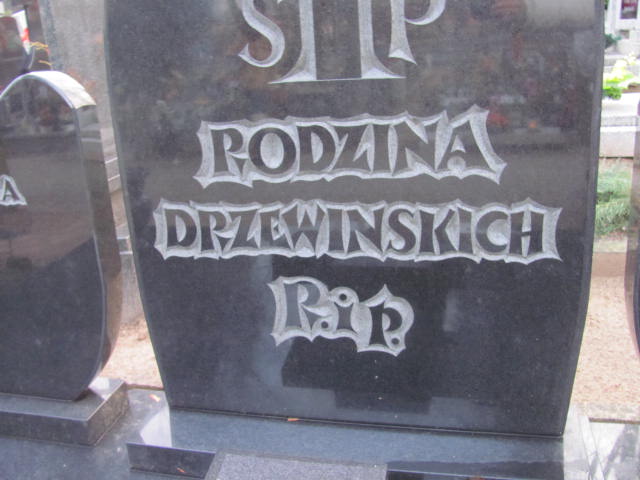 S P
RODZINA
DRZEWINSKICH
R.i P.
A